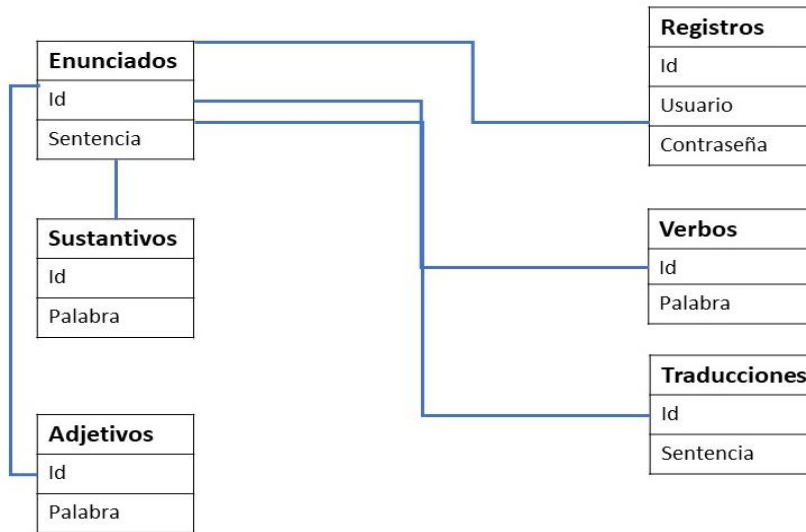 Enunciados
Id
Sentencia
Sustantivos
Id
Palabra
Adjetivos
Id
Palabra
Registros
Id
Usuario
Contraseña
Verbos
Id
Palabra
Traducciones
Id
Sentencia